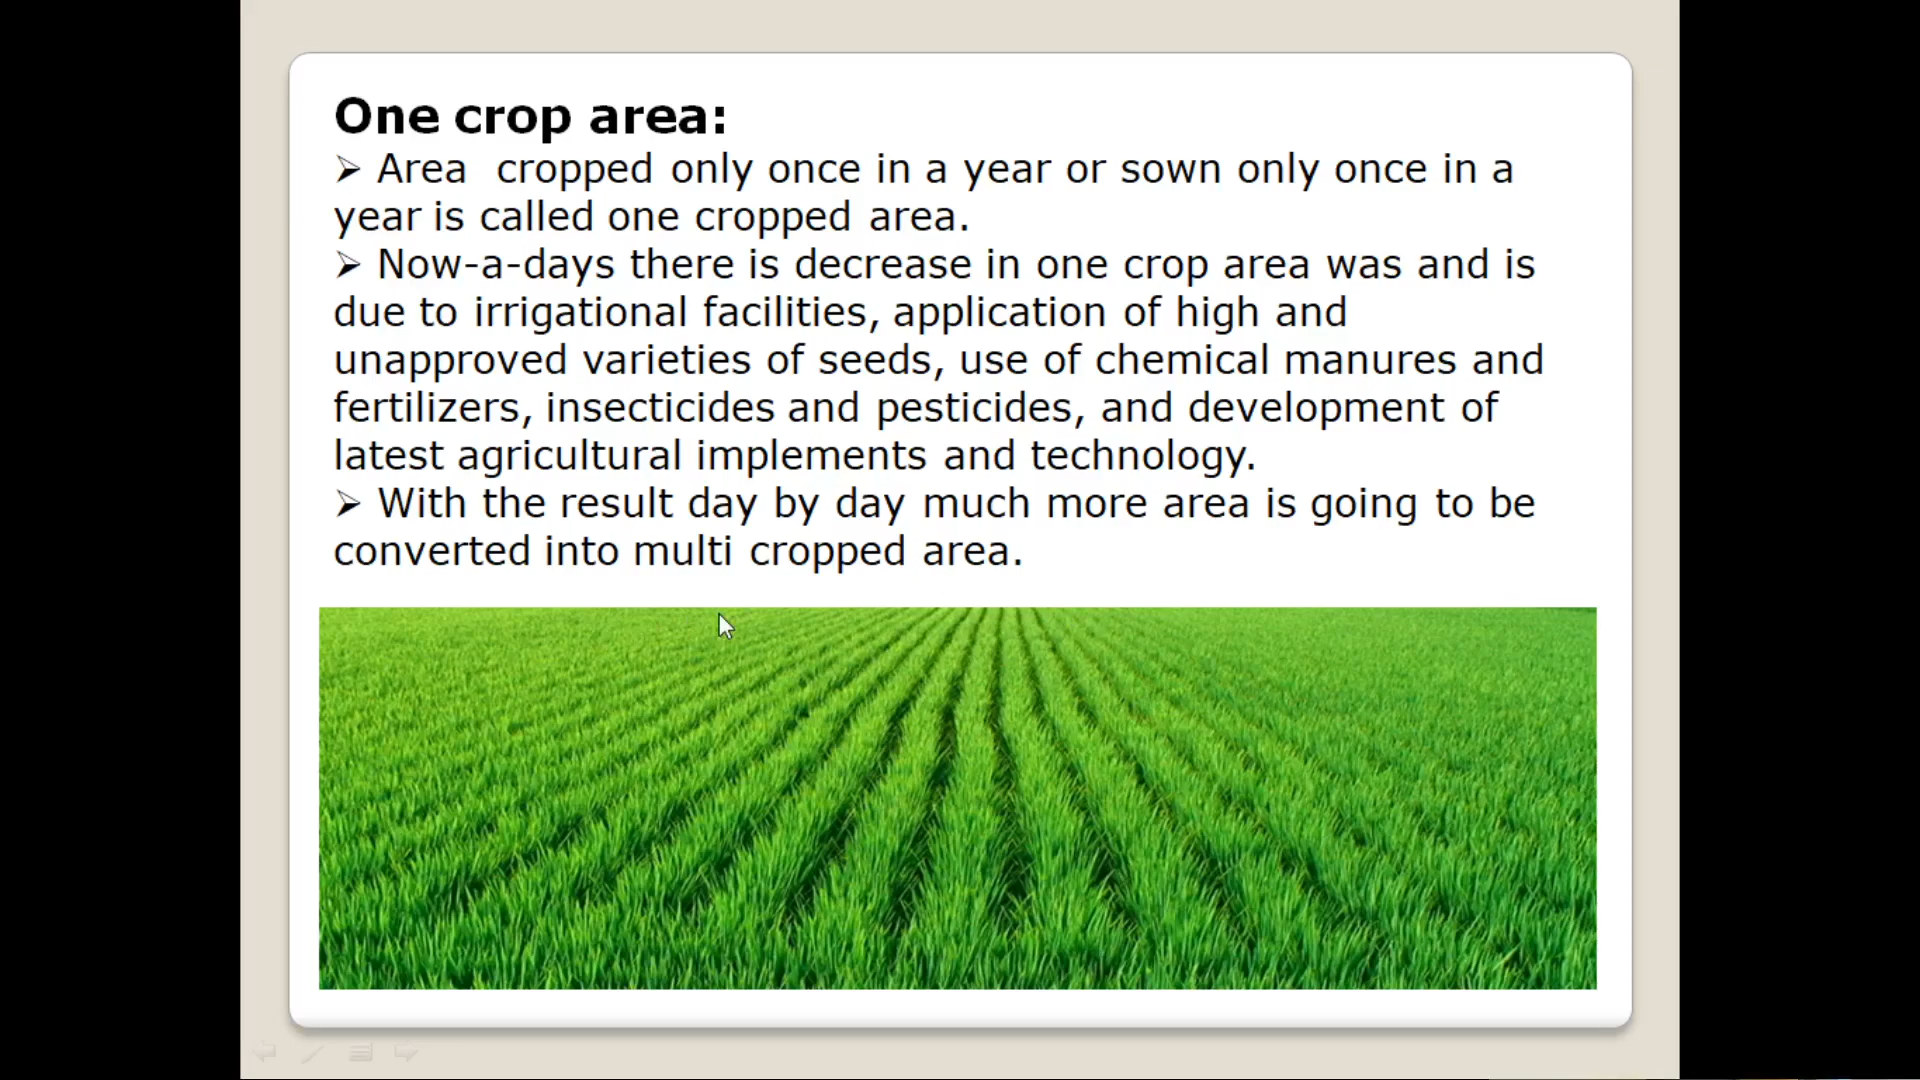 One crop area:
➢ Area cropped only once in a year or sown only once in a
year is called one cropped area.
➢ Now-a-days there is decrease in one crop area was and is
due to irrigational facilities, application of high and
unapproved varieties of seeds, use of chemical manures and
fertilizers, insecticides and pesticides, and development of
latest agricultural implements and technology.
➢ With the result day by day much more area is going to be
converted into multi cropped area.